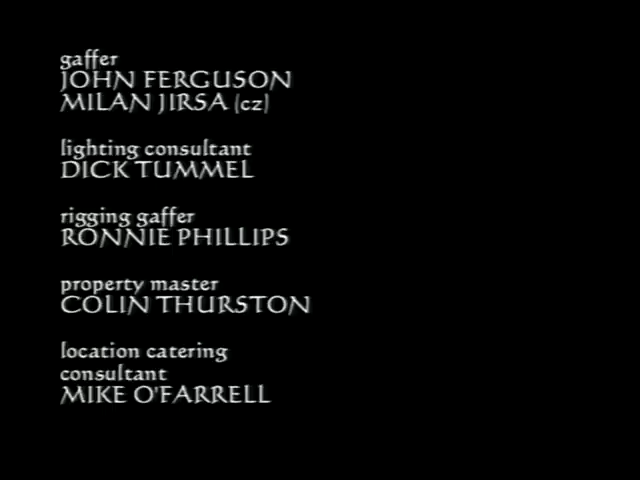 gaffer
JOHN FERGUSON
MILAN JIRSA (cz)
lighting consultant
DICK TUMMEL
rigging gaffer
RONNIE PHILLIPS
property master
COLIN THURSTON
location catering
consultant
MIKE O'FARRELL